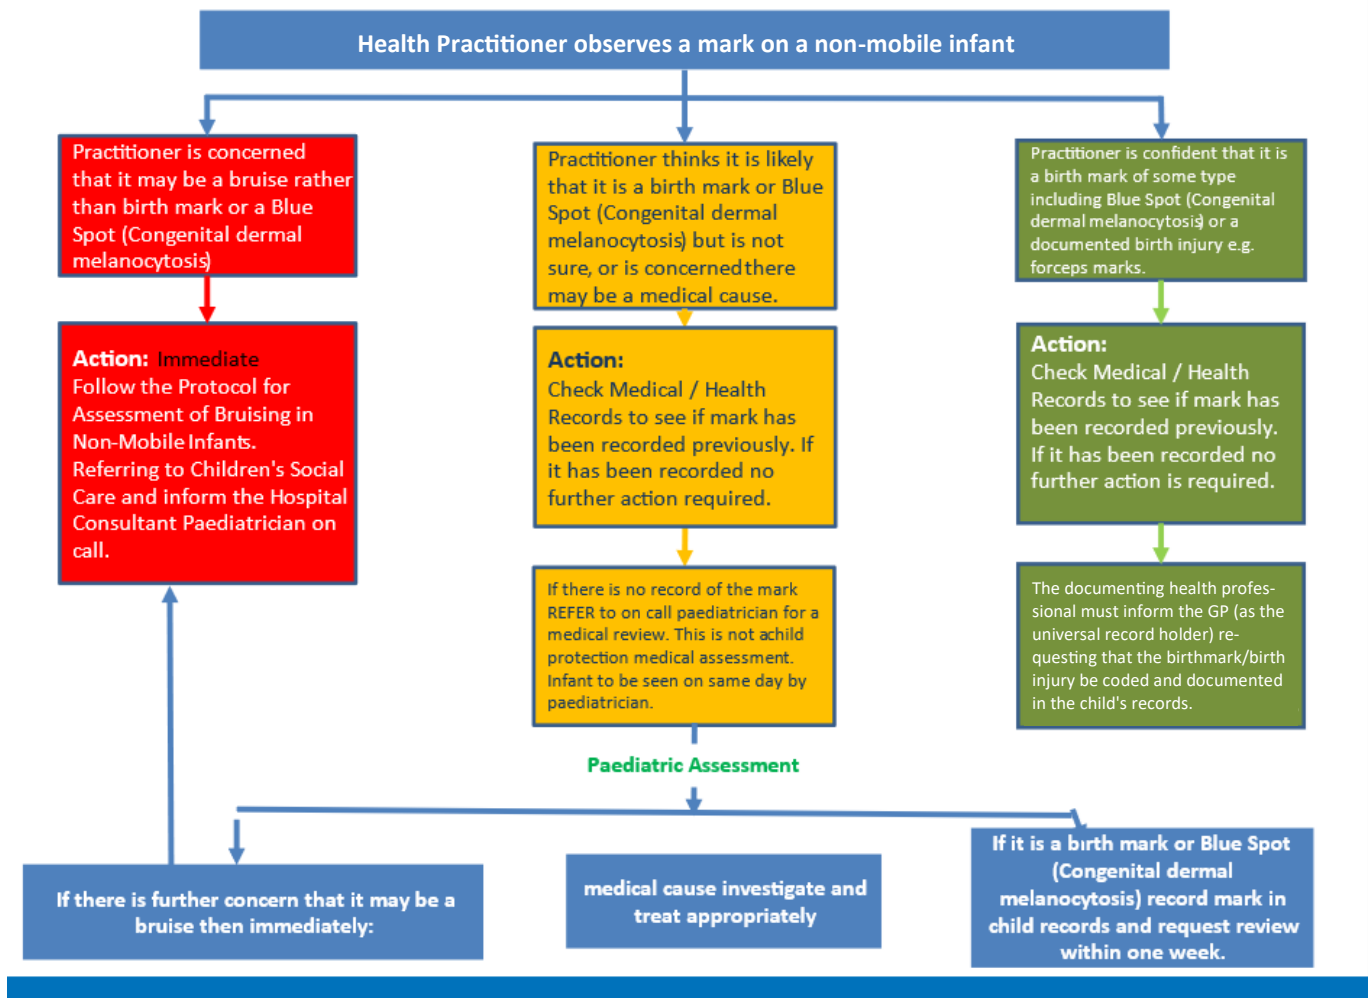 Health Practitioner observes a mark on a non-mobile infant
Practitioner is concerned
that it may be a bruise rather
than birth mark or a Blue
Spot (Congenital dermal
melanocytosis)
Action: Immediate
Follow the Protocol for
Assessment of Bruising in
Non-Mobile Infants.
Referring to Children's Social
Care and inform the Hospital
Consultant Paediatrician on
call.
Practitioner thinks it is likely
that it is a birth mark or Blue
Spot (Congenital dermal
melanocytosis) but is not
sure, or is concerned there
may be a medical cause.
Action:
Check Medical / Health
Records to see if mark has
been recorded previously. If
it has been recorded no
further action required.
If there is no record of the mark
REFER to on call paediatrician for a
medical review. This is not achild
protection medical assessment.
Infant to be seen on same day by
paediatrician.
Practitioner is confident that it is
a birth mark of some type
including Blue Spot (Congenital
dermal melanocytosis) or a
documented birth injury e.g.
forceps marks.
Action:
Check Medical / Health
Records to see if mark has
been recorded previously.
If it has been recorded no
further action is required.
The documenting health profes-
sional must inform the GP (as the
universal record holder) re-
questing that the birthmark/birth
injury be coded and documented
in the child's records.
Paediatric Assessment
If there is further concern that it may be a
bruise then immediately:
medical cause investigate and
treat appropriately
If it is a birth mark or Blue Spot
(Congenital dermal
melanocytosis) record mark in
child records and request review
within one week.